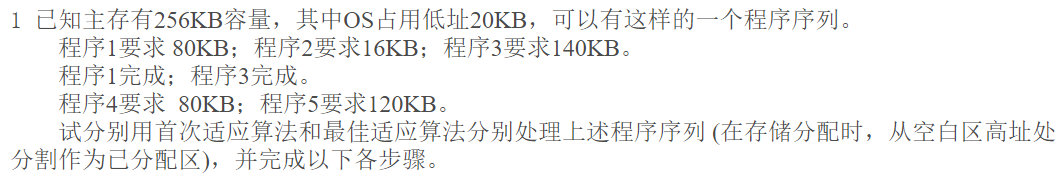 1 已知主存有256KB容量，其中OS占用低址20KB，可以有这样的一个程序序列。
程序1要求 80KB；程序2要求16KB；程序3要求140KB。
程序1完成；程序3完成。
程序4要求 80KB；程序5要求120KB。
试分别用首次适应算法和最佳适应算法分别处理上述程序序列 (在存储分配时，从空白区高址处
分割作为已分配区)，并完成以下各步骤。